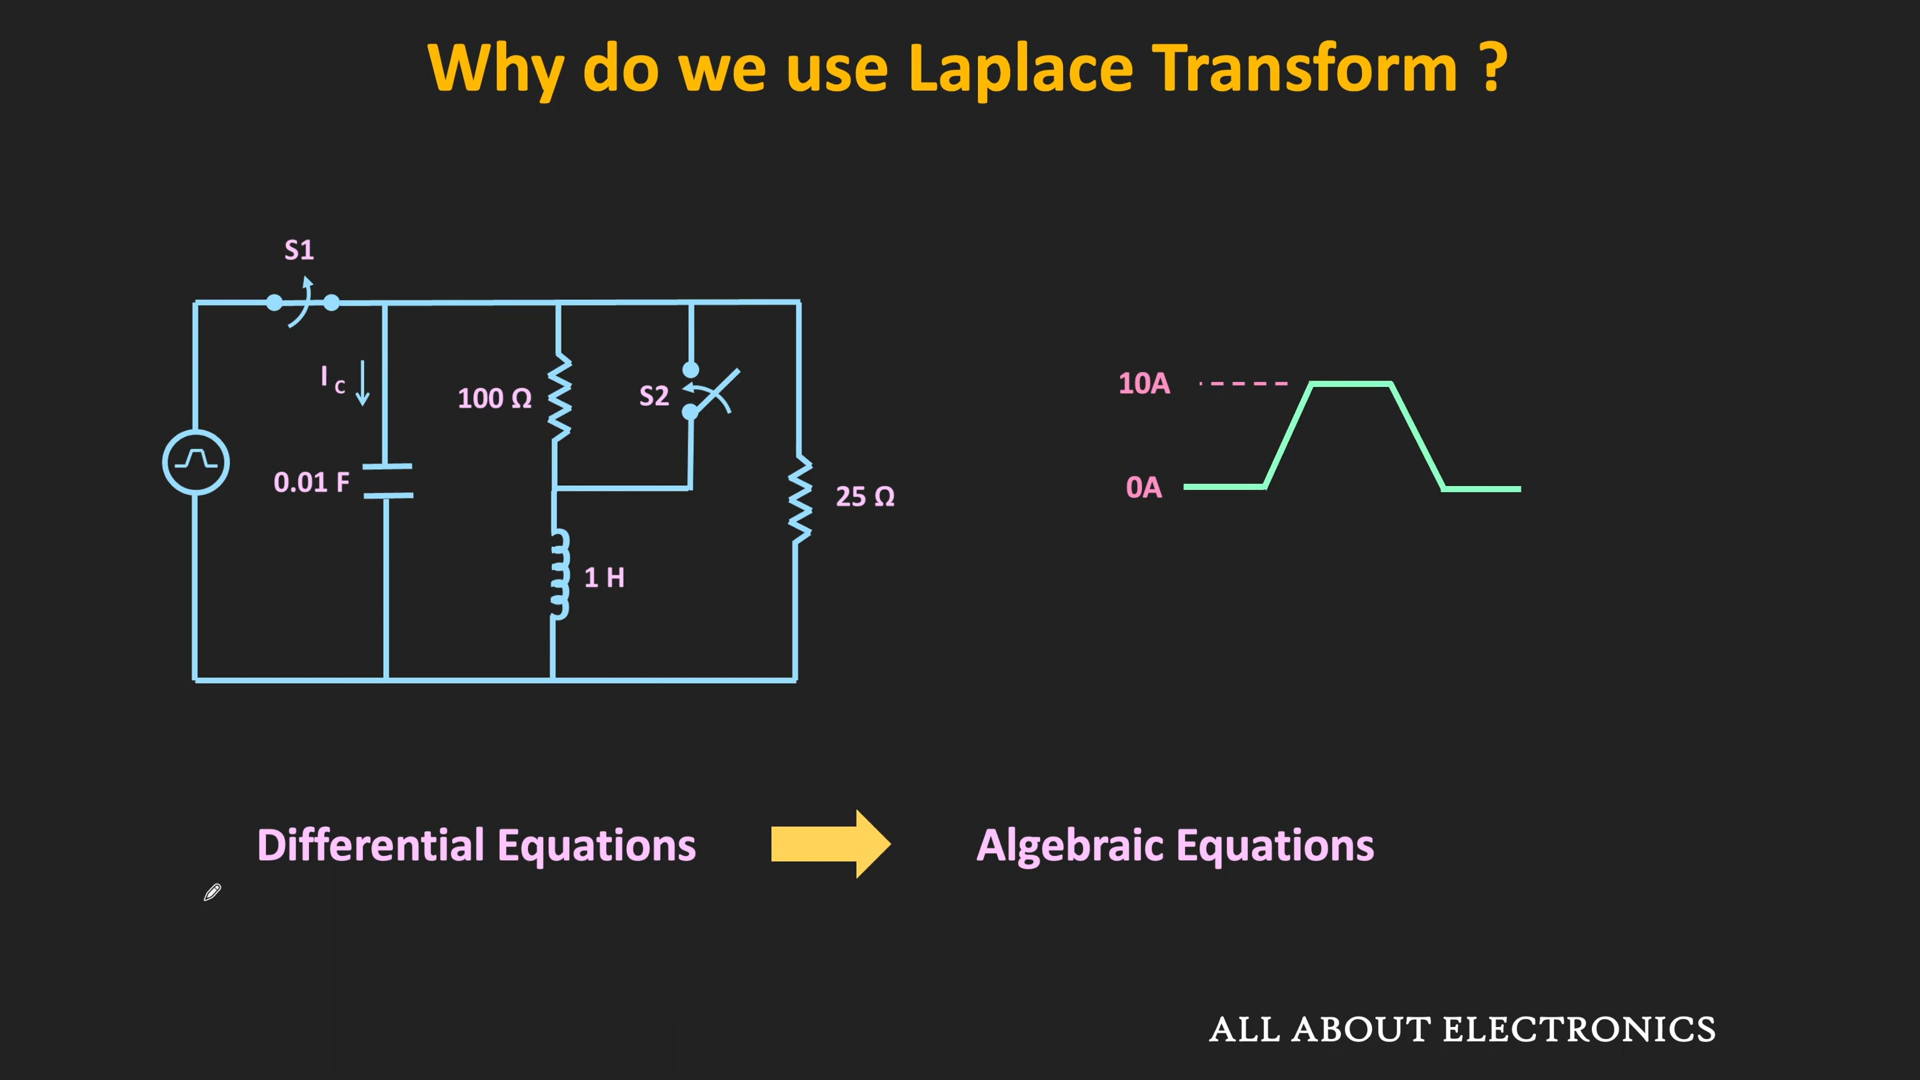 Why do we use Laplace Transform ?
S1
I C
100 Ω
S2
0.01 F
25 Ω
1 H
10A
0A
Differential Equations
Algebraic Equations
ALL ABOUT ELECTRONICS